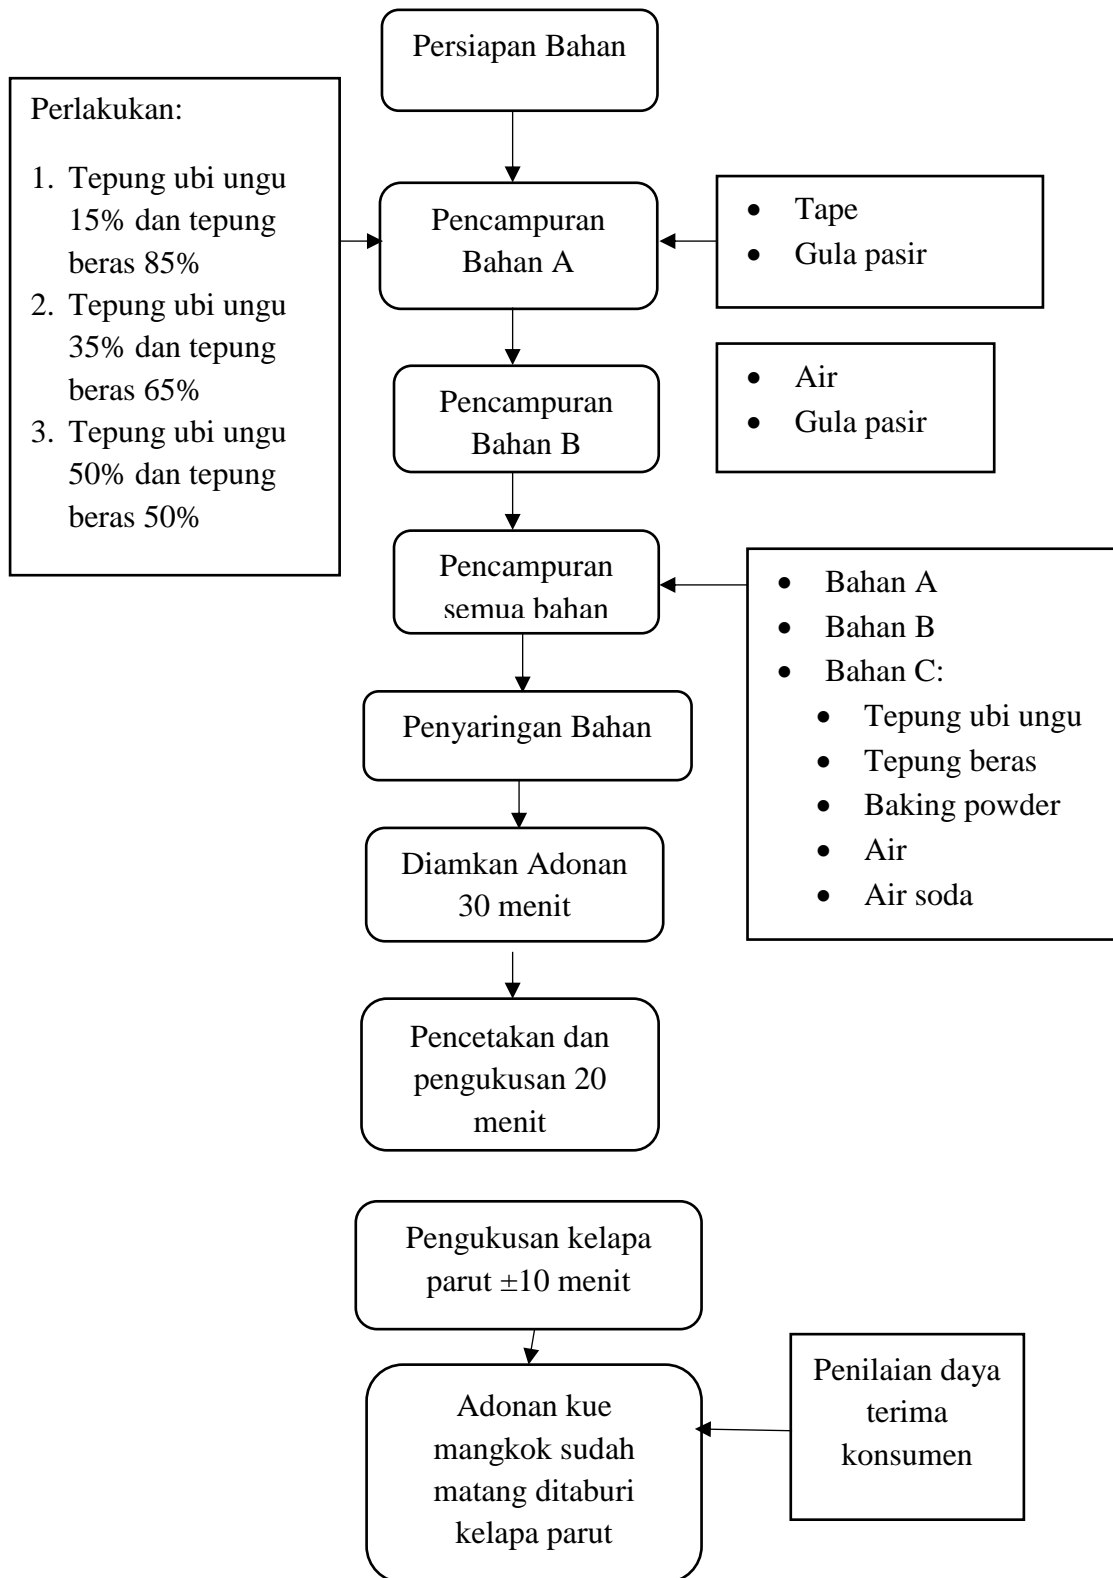 Persiapan Bahan
Perlakukan:
1. Tepung ubi ungu
15% dan tepung
beras 85%
2. Tepung ubi ungu
35% dan tepung
beras 65%
3. Tepung ubi ungu
50% dan tepung
beras 50%
Pencampuran
Bahan A
• Tape
• Gula pasir
Pencampuran
Bahan B
• Air
• Gula pasir
Pencampuran
semua bahan
• Bahan A
• Bahan B
• Bahan C:
• Tepung ubi ungu
• Tepung beras
• Baking powder
• Air
• Air soda
Penyaringan Bahan
Diamkan Adonan
30 menit
Pencetakan dan
pengukusan 20
menit
Pengukusan kelapa
parut ±10 menit
Adonan kue
mangkok sudah
matang ditaburi
kelapa parut
Penilaian daya
terima
konsumen